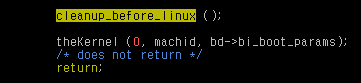 cleanup_before_linux ();
theKernel (0, machid, bd->bi_boot_params);
/* does not return */
return;